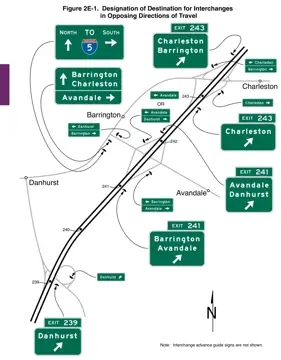 Figure 2E-1. Designation of Destination for Interchanges
in Opposing Directions of Travel
NORTH TO SOUTH
5
EXIT 243
Charleston
Barrington
Barrington
Charleston
Avandale
Charleston
Barrington
Charleston
Avandale
OR
Avandale
Danhurst
243
Charleston
Barrington
Danhurst
Barrington
EXIT 243
Charleston
242
EXIT 241
Avandale
Danhurst
Danhurst
241
Avandale
Barrington
Avandale
EXIT 241
Barrington
Avandale
240
Danhurst
239
EXIT 239
Danhurst
N
Note: Interchange advance guide signs are not shown.